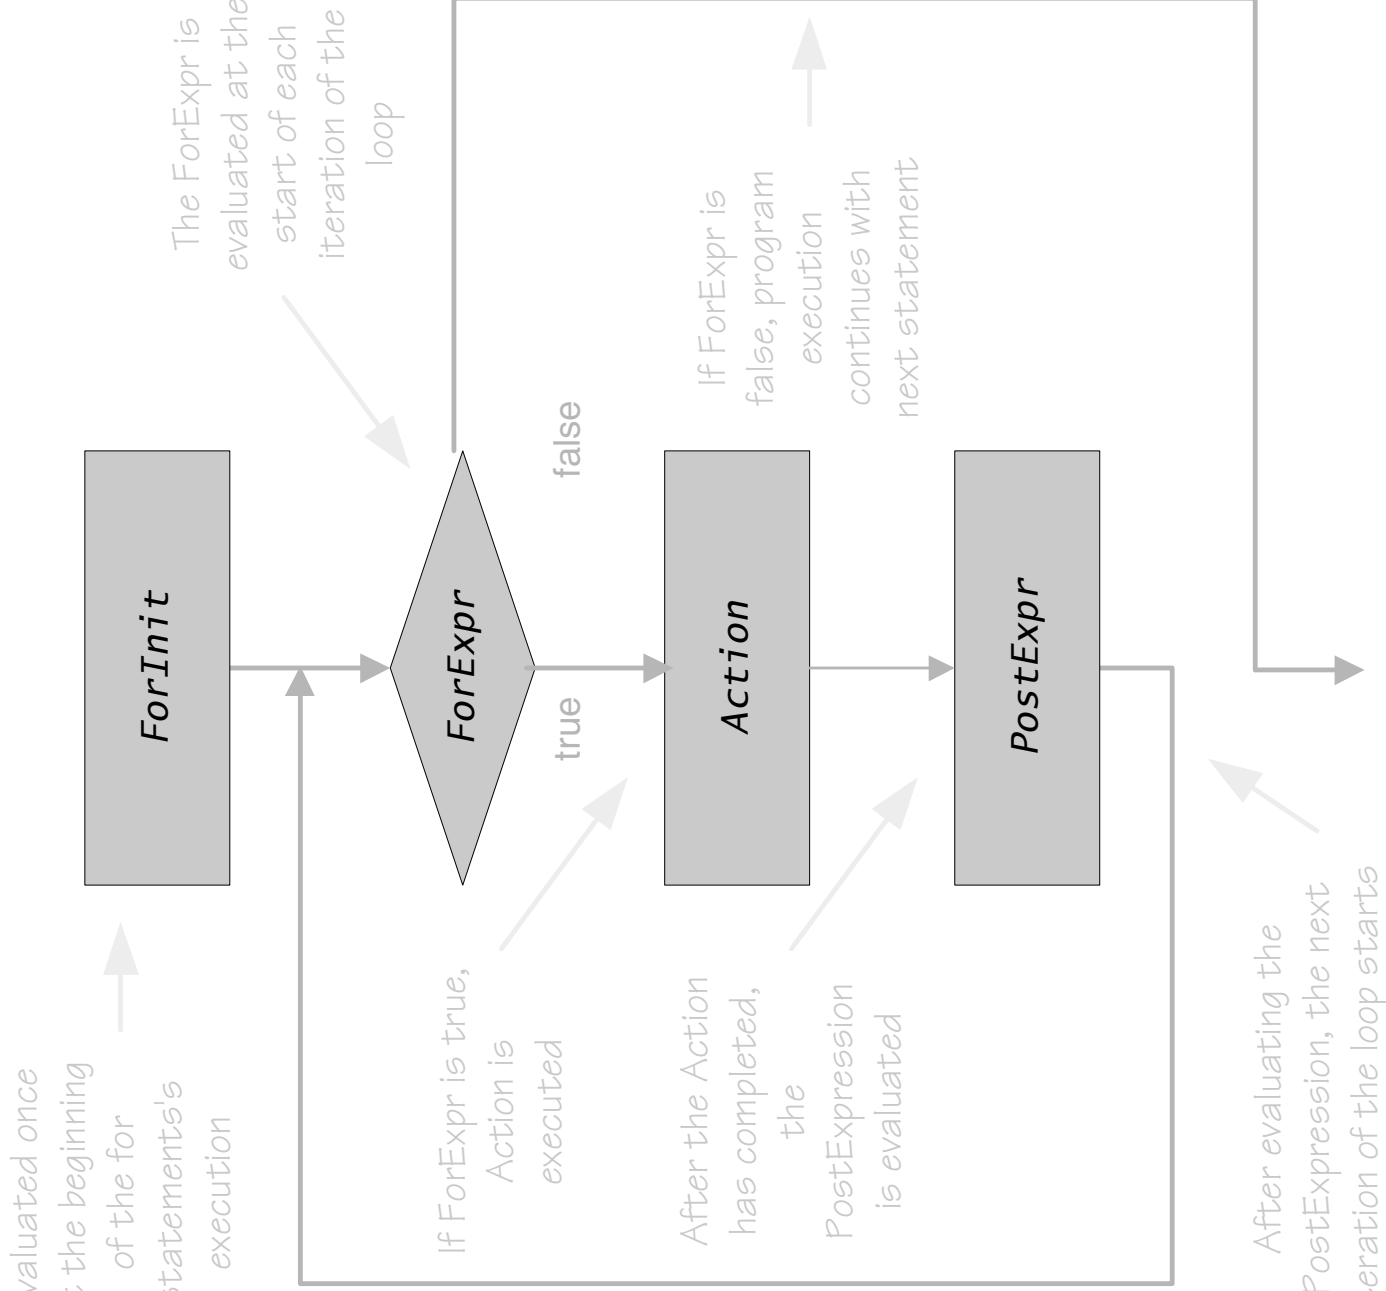 valuated once
the beginning
of the for
statements's
execution
ForInit
The ForExpr is
evaluated at the
start of each
iteration of the
loop
ForExpr
true
false
If ForExpr is true,
Action is
executed
Action
If ForExpr is
false, program
execution
continues with
next statement
After the Action
has completed,
the
PostExpression
is evaluated
PostExpr
After evaluating the
PostExpression, the next
eration of the loop starts